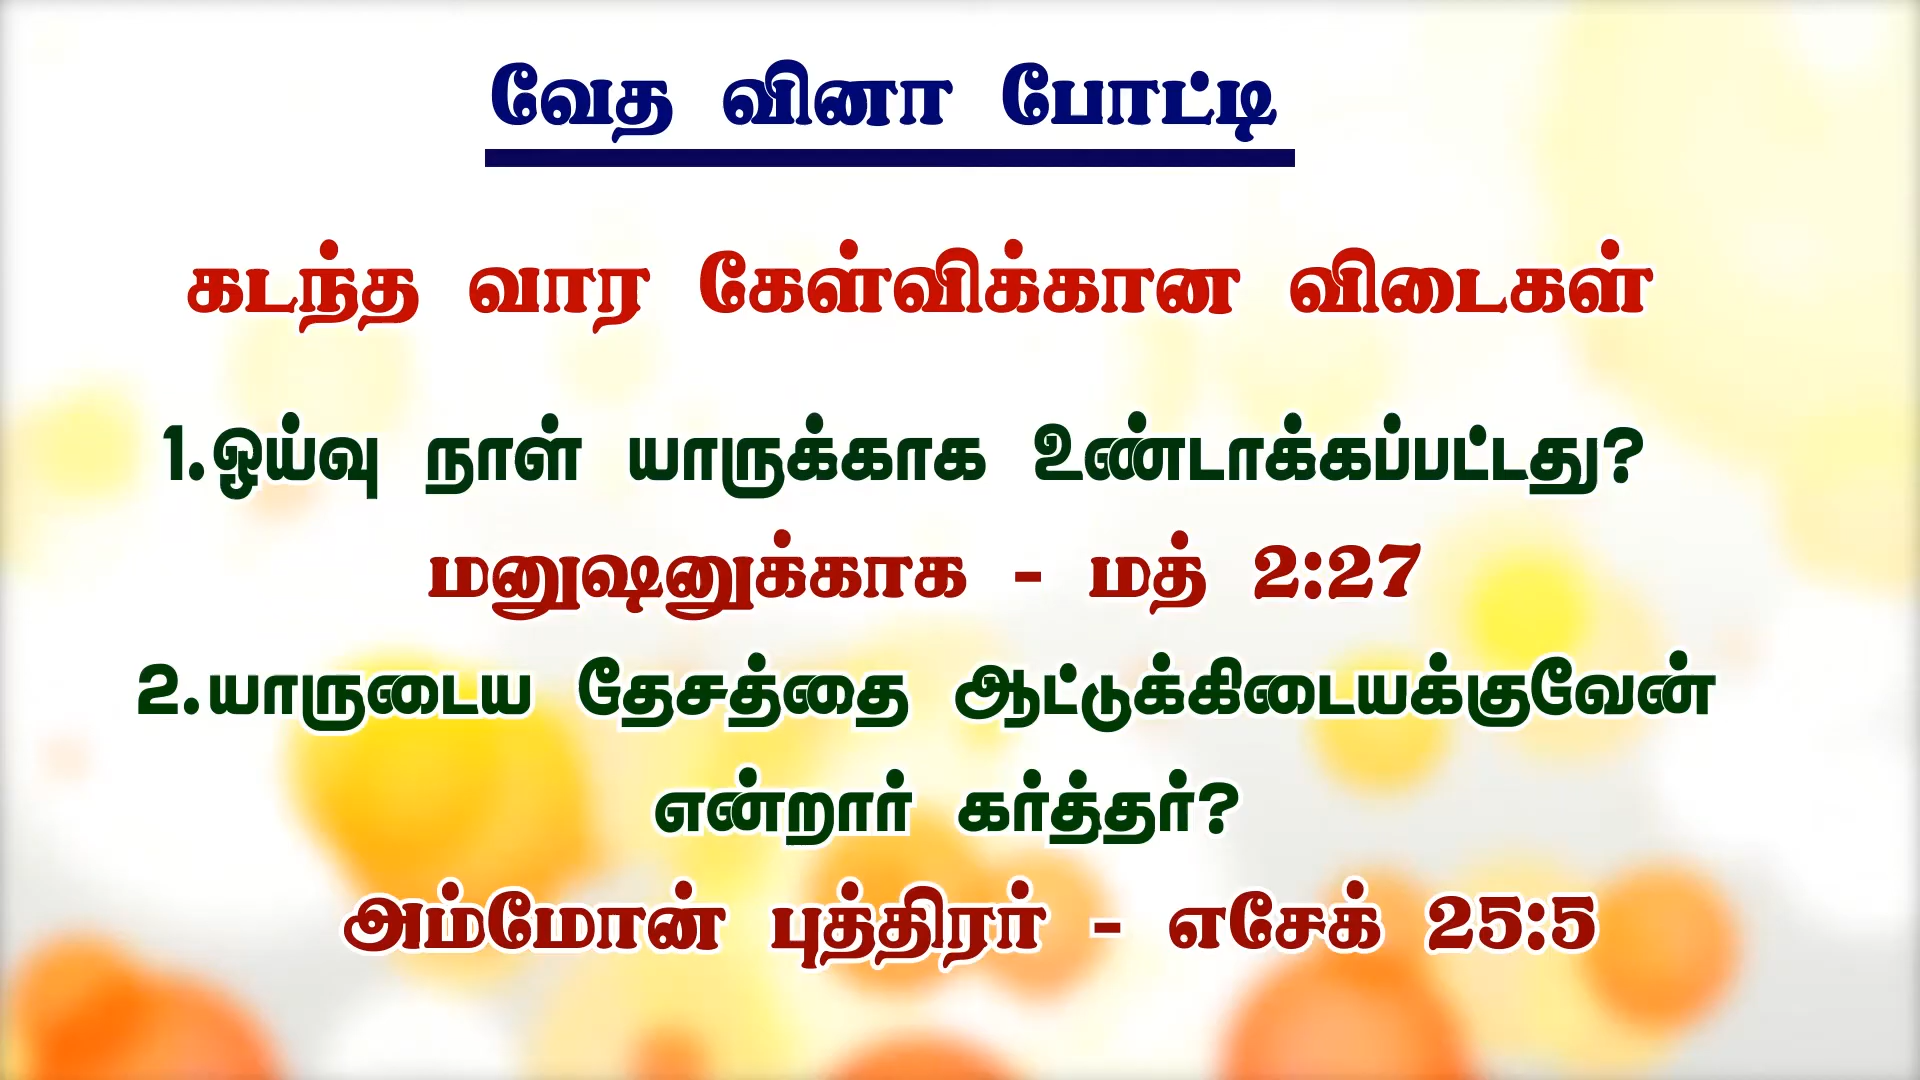 வேத வினா போட்டி
கடந்த வார கேள்விக்கான விடைகள்
1.ஓய்வு நாள் யாருக்காக உண்டாக்கப்பட்டது?
மனுஷனுக்காக - மத் 2:27
2.யாருடைய தேசத்தை ஆட்டுக்கிடையக்குவேன்
என்றார் கர்த்தர்?
அம்மோன் புத்திரர் - எசேக் 25:5